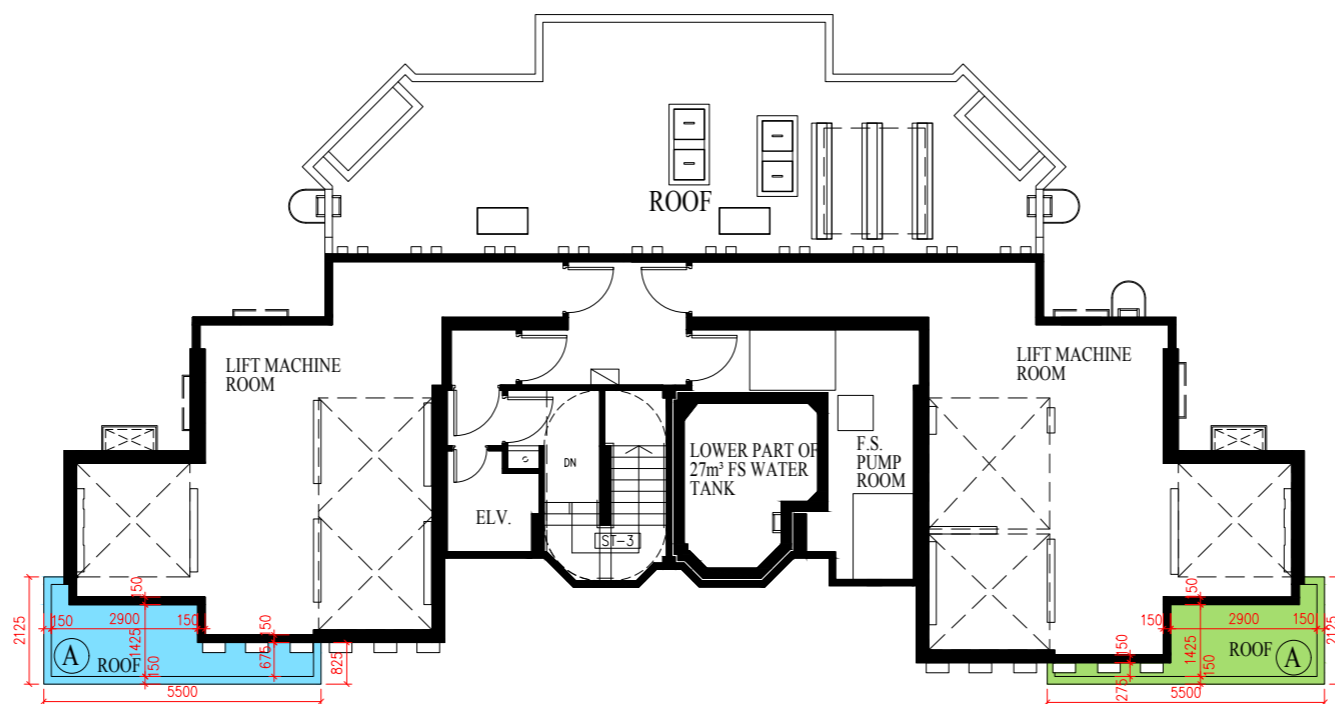 ROOF
LIFT MACHINE
ROOM
LIFT MACHINE
ROOM
LOWER PART OF
27m³ FS WATER
TANK
F.S.
PUMP
ROOM
DN
ELV.
ST-3
2125
150
150
2900
150
1425
150
A
ROOF
150
675
825
5500
150
150
2900
150
1425
150
275
ROOF
A
2125
5500